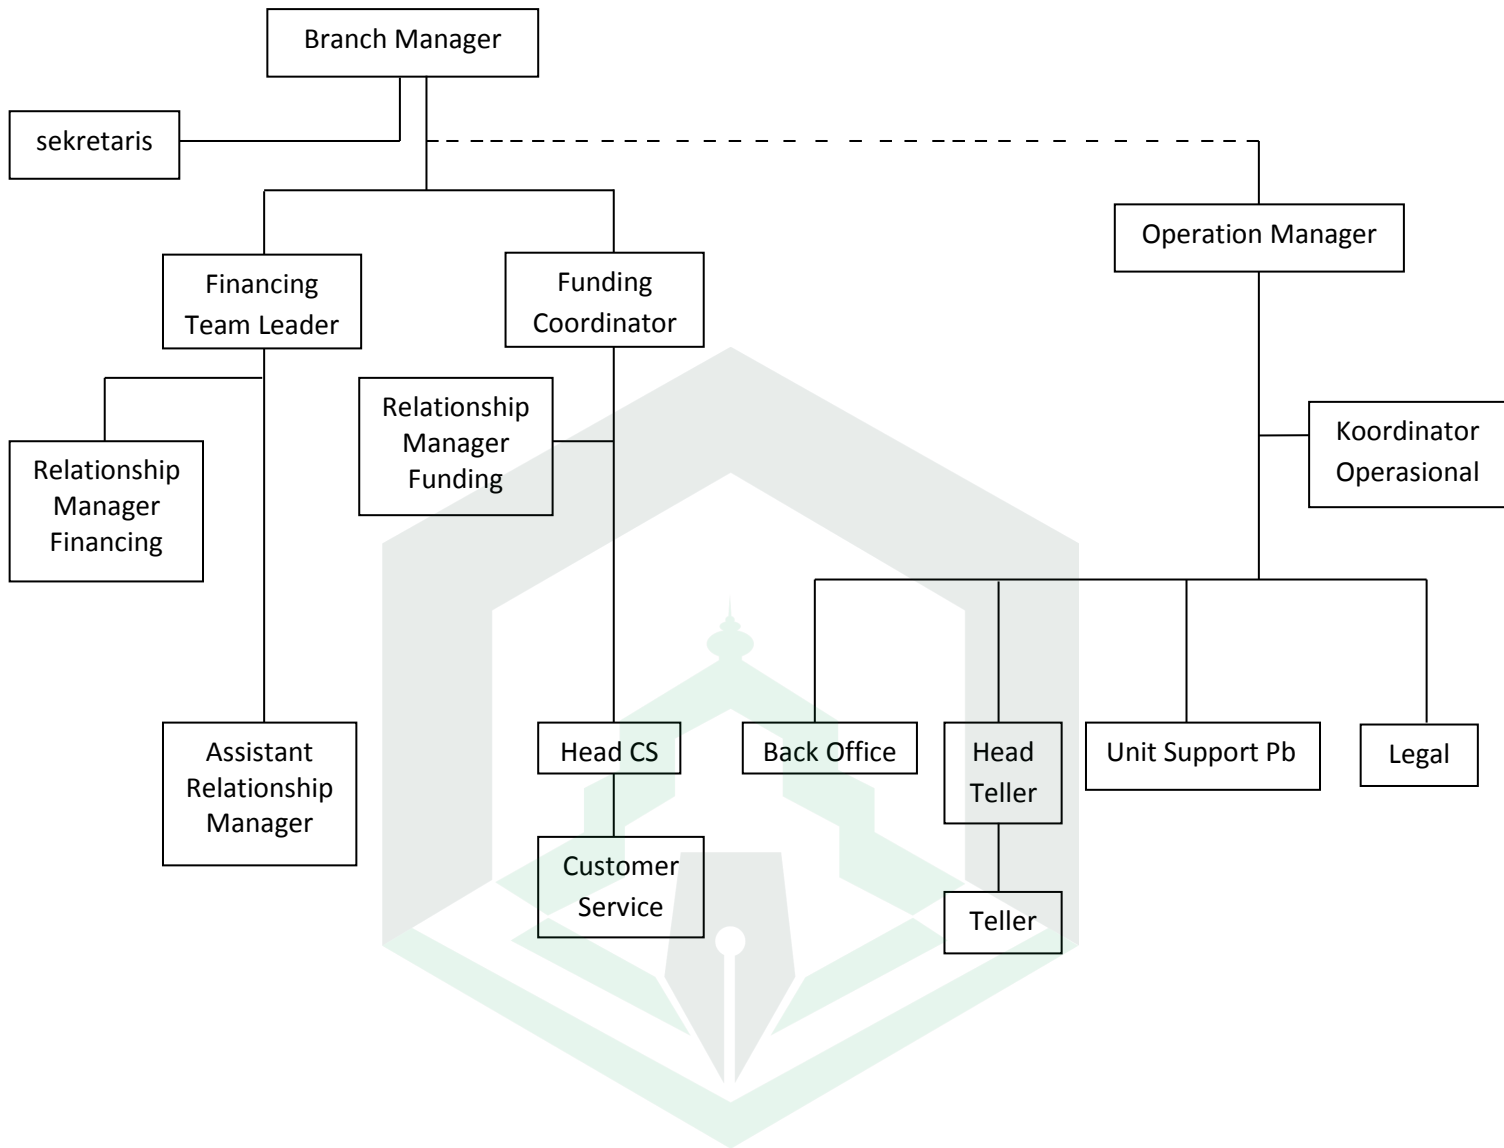 Branch Manager
sekretaris
Operation Manager
Financing
Team Leader
Funding
Coordinator
Relationship
Manager
Funding
Koordinator
Operasional
Relationship
Manager
Financing
Assistant
Relationship
Manager
Head CS
Back Office
Head
Teller
Unit Support Pb
Legal
Customer
Service
Teller